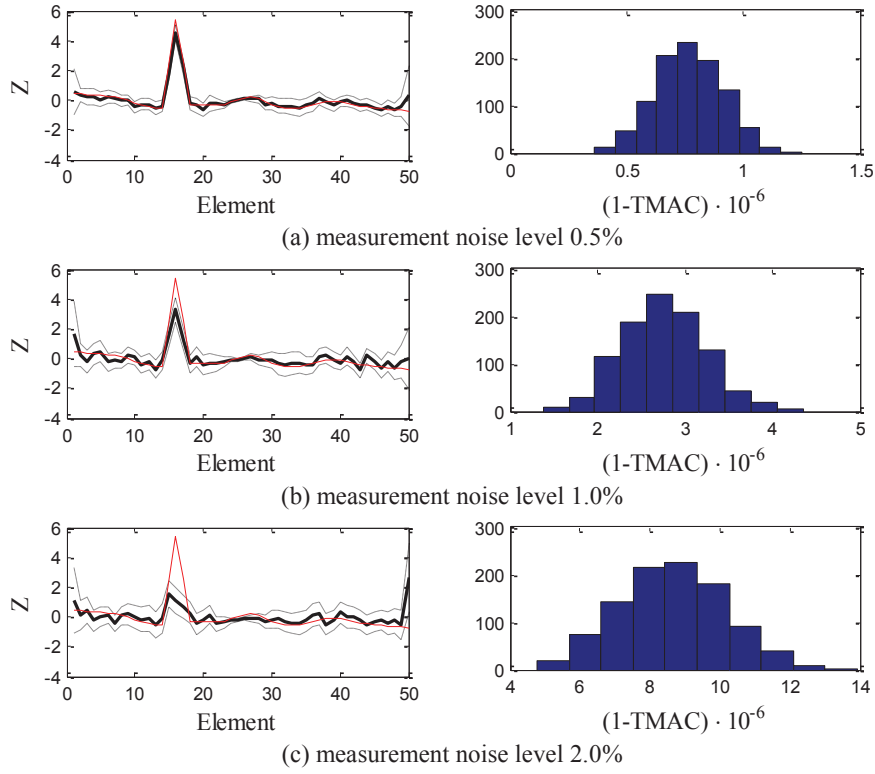 6
4
2
0
-2
-4
Z
0 10 20 30 40 50
Element
300
200
100
0
0 0.5 1 1.5
(1-TMAC) · 10⁻⁶
(a) measurement noise level 0.5%
6
4
2
0
-2
-4
Z
0 10 20 30 40 50
Element
300
200
100
0
1 2 3 4 5
(1-TMAC) · 10⁻⁶
(b) measurement noise level 1.0%
6
4
2
0
-2
-4
Z
0 10 20 30 40 50
Element
300
200
100
0
4 6 8 10 12 14
(1-TMAC) · 10⁻⁶
(c) measurement noise level 2.0%